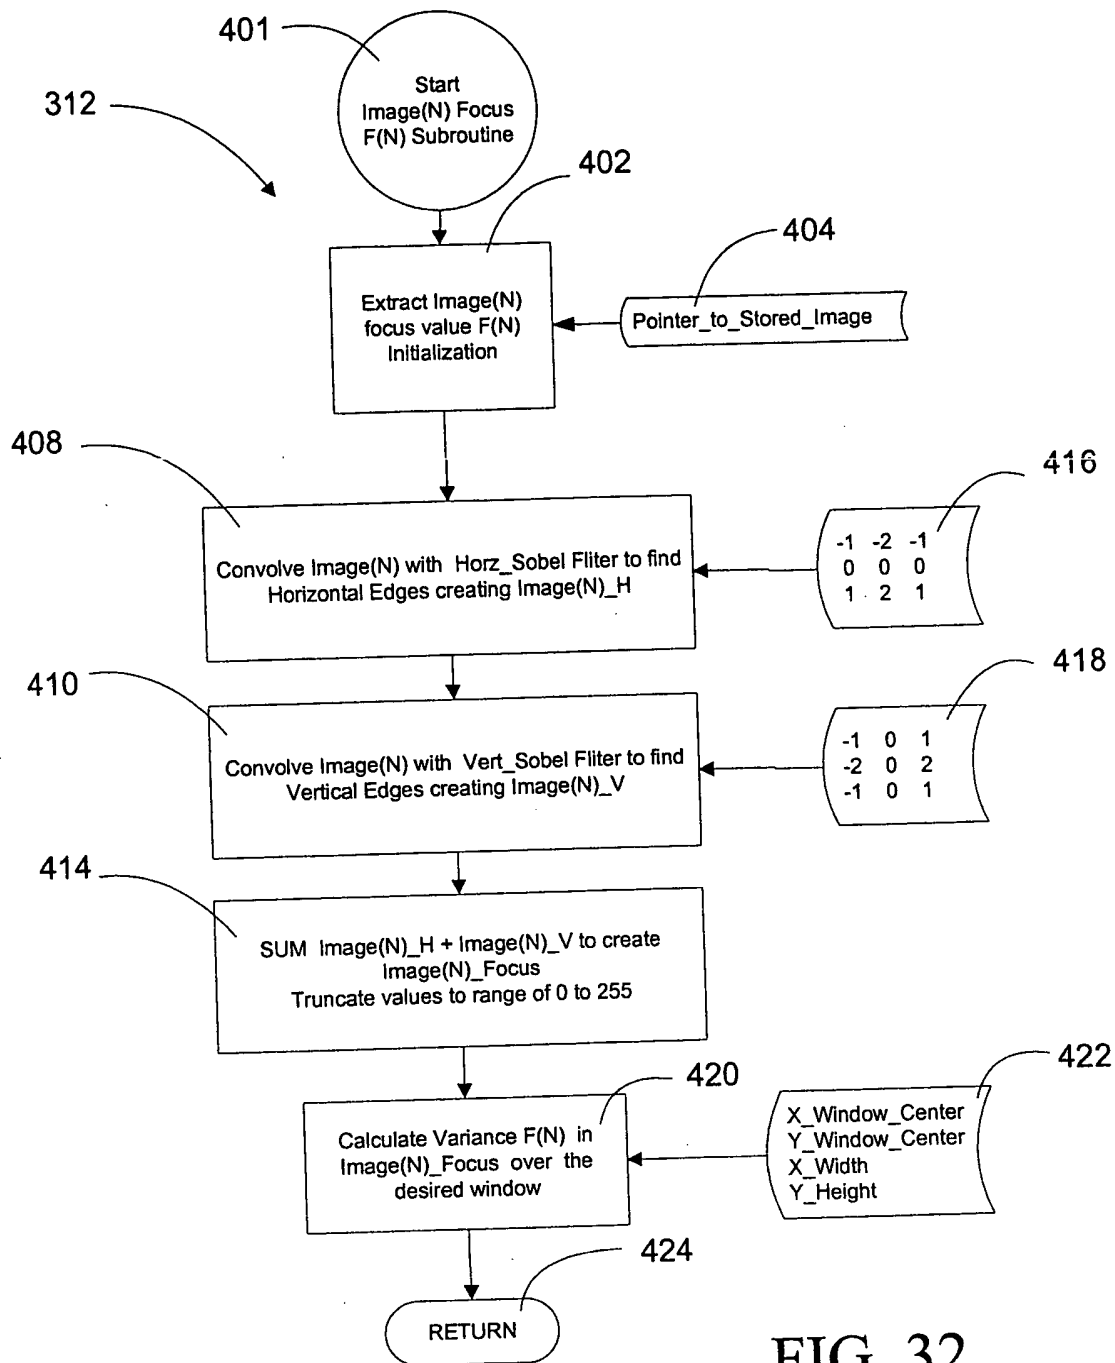 401
Start
Image(N) Focus
F(N) Subroutine
312
402
404
Extract Image(N)
focus value F(N)
Initialization
Pointer_to_Stored_Image
408
416
Convolve Image(N) with Horz_Sobel Fliter to find
Horizontal Edges creating Image(N)_H
-1 -2 -1
0 0 0
1 2 1
410
418
Convolve Image(N) with Vert_Sobel Fliter to find
Vertical Edges creating Image(N)_V
-1 0 1
-2 0 2
-1 0 1
414
SUM Image(N)_H + Image(N)_V to create
Image(N)_Focus
Truncate values to range of 0 to 255
420
422
Calculate Variance F(N) in
Image(N)_Focus over the
desired window
X_Window_Center
Y_Window_Center
X_Width
Y_Height
424
RETURN
FIG. 32